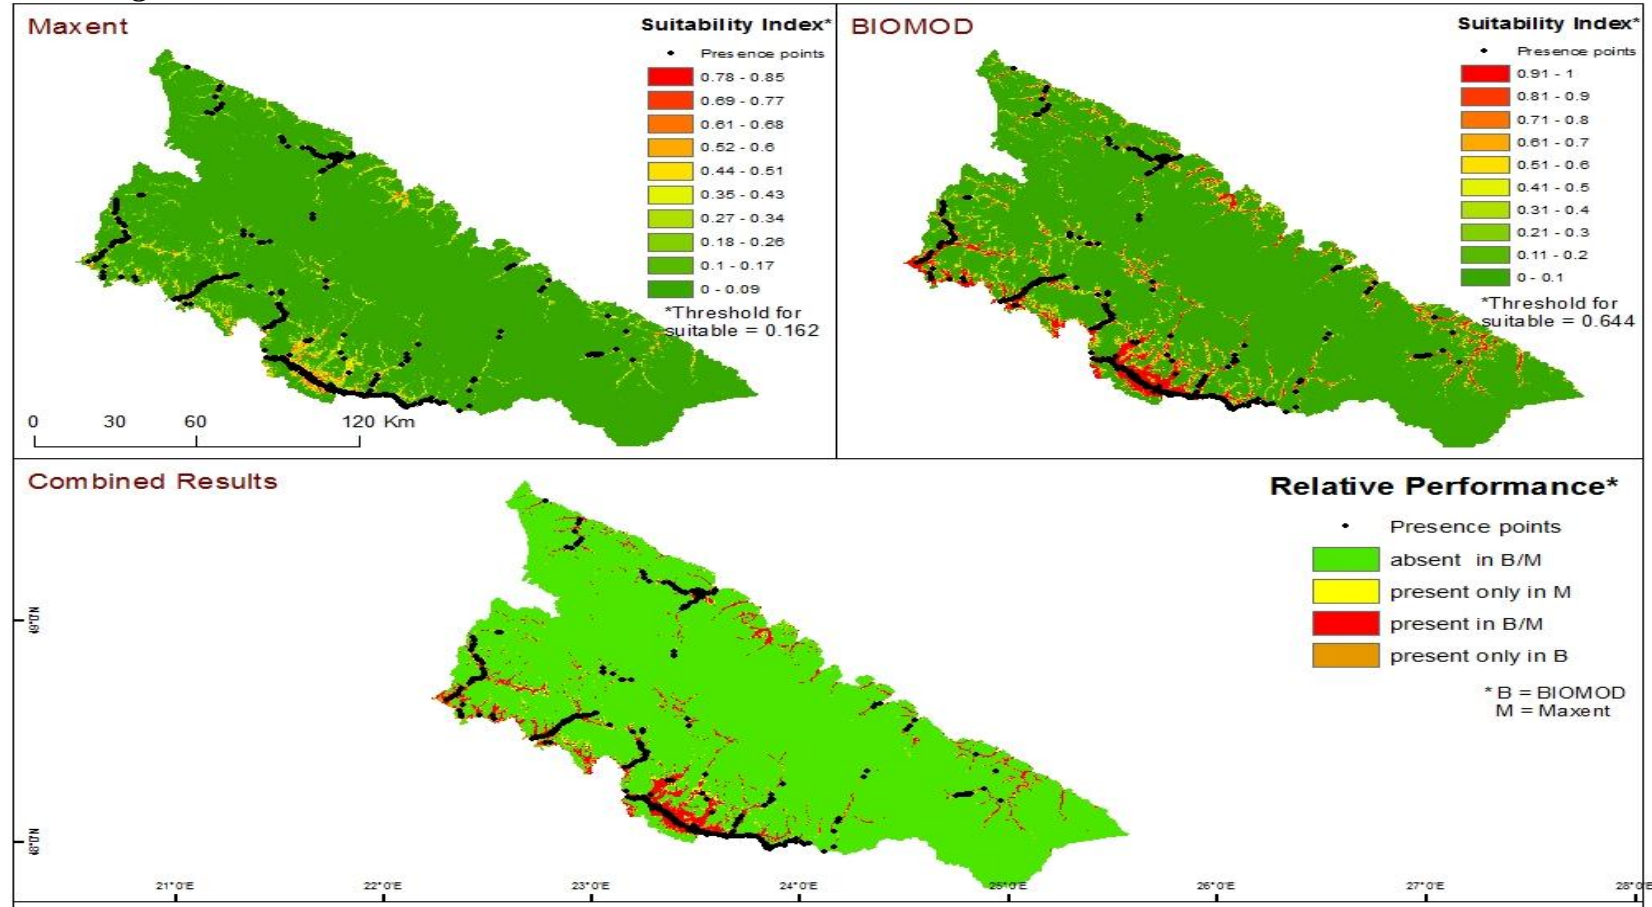 Maxent
Suitability Index*
Presence points
0.78 - 0.85
0.69 - 0.77
0.61 - 0.68
0.52 - 0.6
0.44 - 0.51
0.35 - 0.43
0.27 - 0.34
0.18 - 0.26
0.1 - 0.17
0 - 0.09
*Threshold for
suitable = 0.162
0 30 60 120 Km
BIOMOD
Suitability Index*
Presence points
0.91 - 1
0.81 - 0.9
0.71 - 0.8
0.61 - 0.7
0.51 - 0.6
0.41 - 0.5
0.31 - 0.4
0.21 - 0.3
0.11 - 0.2
0 - 0.1
*Threshold for
suitable = 0.644
Combined Results
Relative Performance*
Presence points
absent in B/M
present only in M
present in B/M
present only in B
* B = BIOMOD
M = Maxent
49°0'N
48°0'N
21°0'E 22°0'E 23°0'E 24°0'E 25°0'E 26°0'E 27°0'E 28°0'E